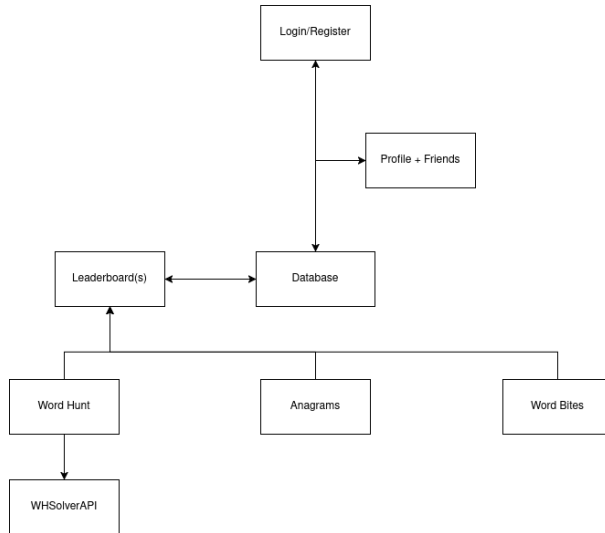 Login/Register
Profile + Friends
Leaderboard(s)
Database
Word Hunt
Anagrams
Word Bites
WHSolverAPI